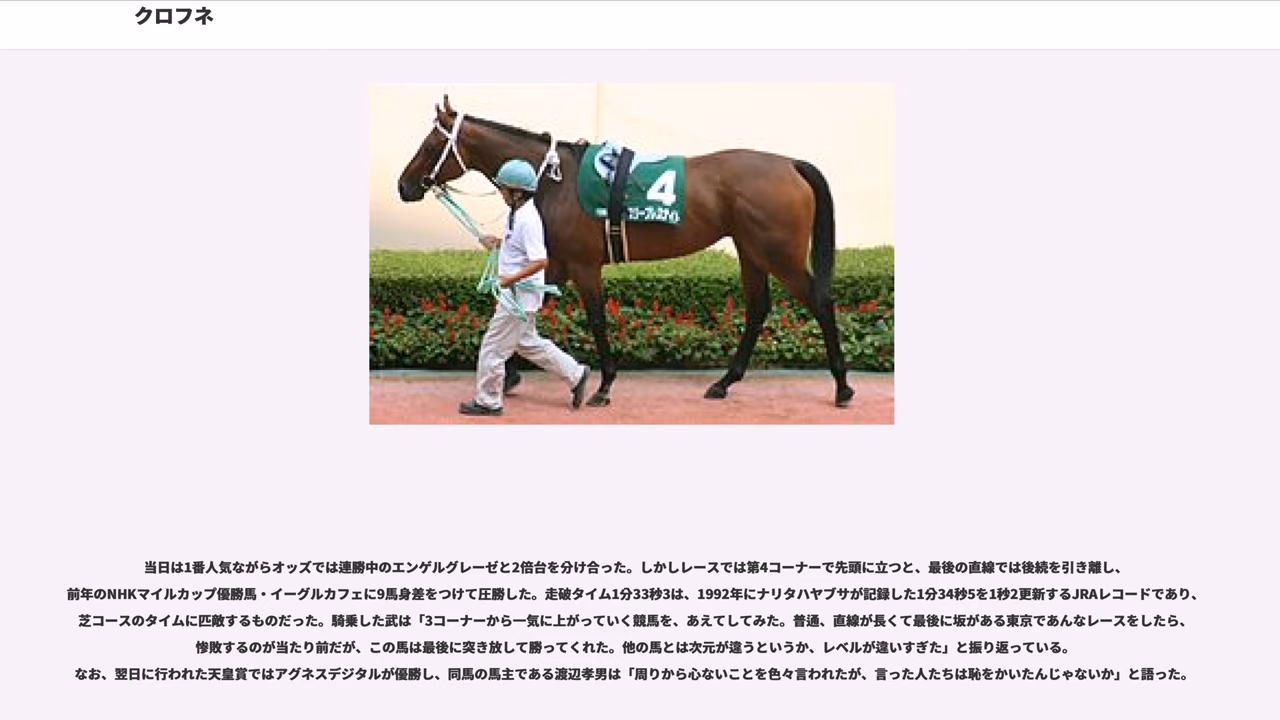 クロフネ
4
スリープレスナイト
当日は1番人気ながらオッズでは連勝中のエンゲルグレーゼと2倍台を分け合った。しかしレースでは第4コーナーで先頭に立つと、最後の直線では後続を引き離し、
前年のNHKマイルカップ優勝馬・イーグルカフェに9馬身差をつけて圧勝した。走破タイム1分33秒3は、1992年にナリタハヤブサが記録した1分34秒5を1秒2更新するJRAレコードであり、
芝コースのタイムに匹敵するものだった。騎乗した武は「3コーナーから一気に上がっていく競馬を、あえてしてみた。普通、直線が長くて最後に坂がある東京であんなレースをしたら、
惨敗するのが当たり前だが、この馬は最後に突き放して勝ってくれた。他の馬とは次元が違うというか、レベルが違いすぎた」と振り返っている。
なお、翌日に行われた天皇賞ではアグネスデジタルが優勝し、同馬の馬主である渡辺孝男は「周りから心ないことを色々言われたが、言った人たちは恥をかいたんじゃないか」と語った。